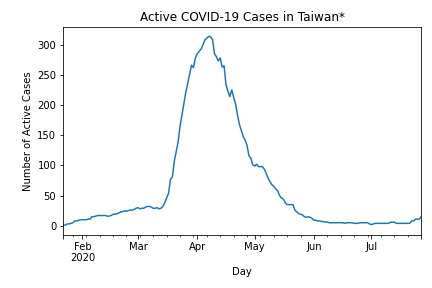 Active COVID-19 Cases in Taiwan*
Number of Active Cases
300
250
200
150
100
50
0
Feb
2020
Mar
Apr
May
Jun
Jul
Day